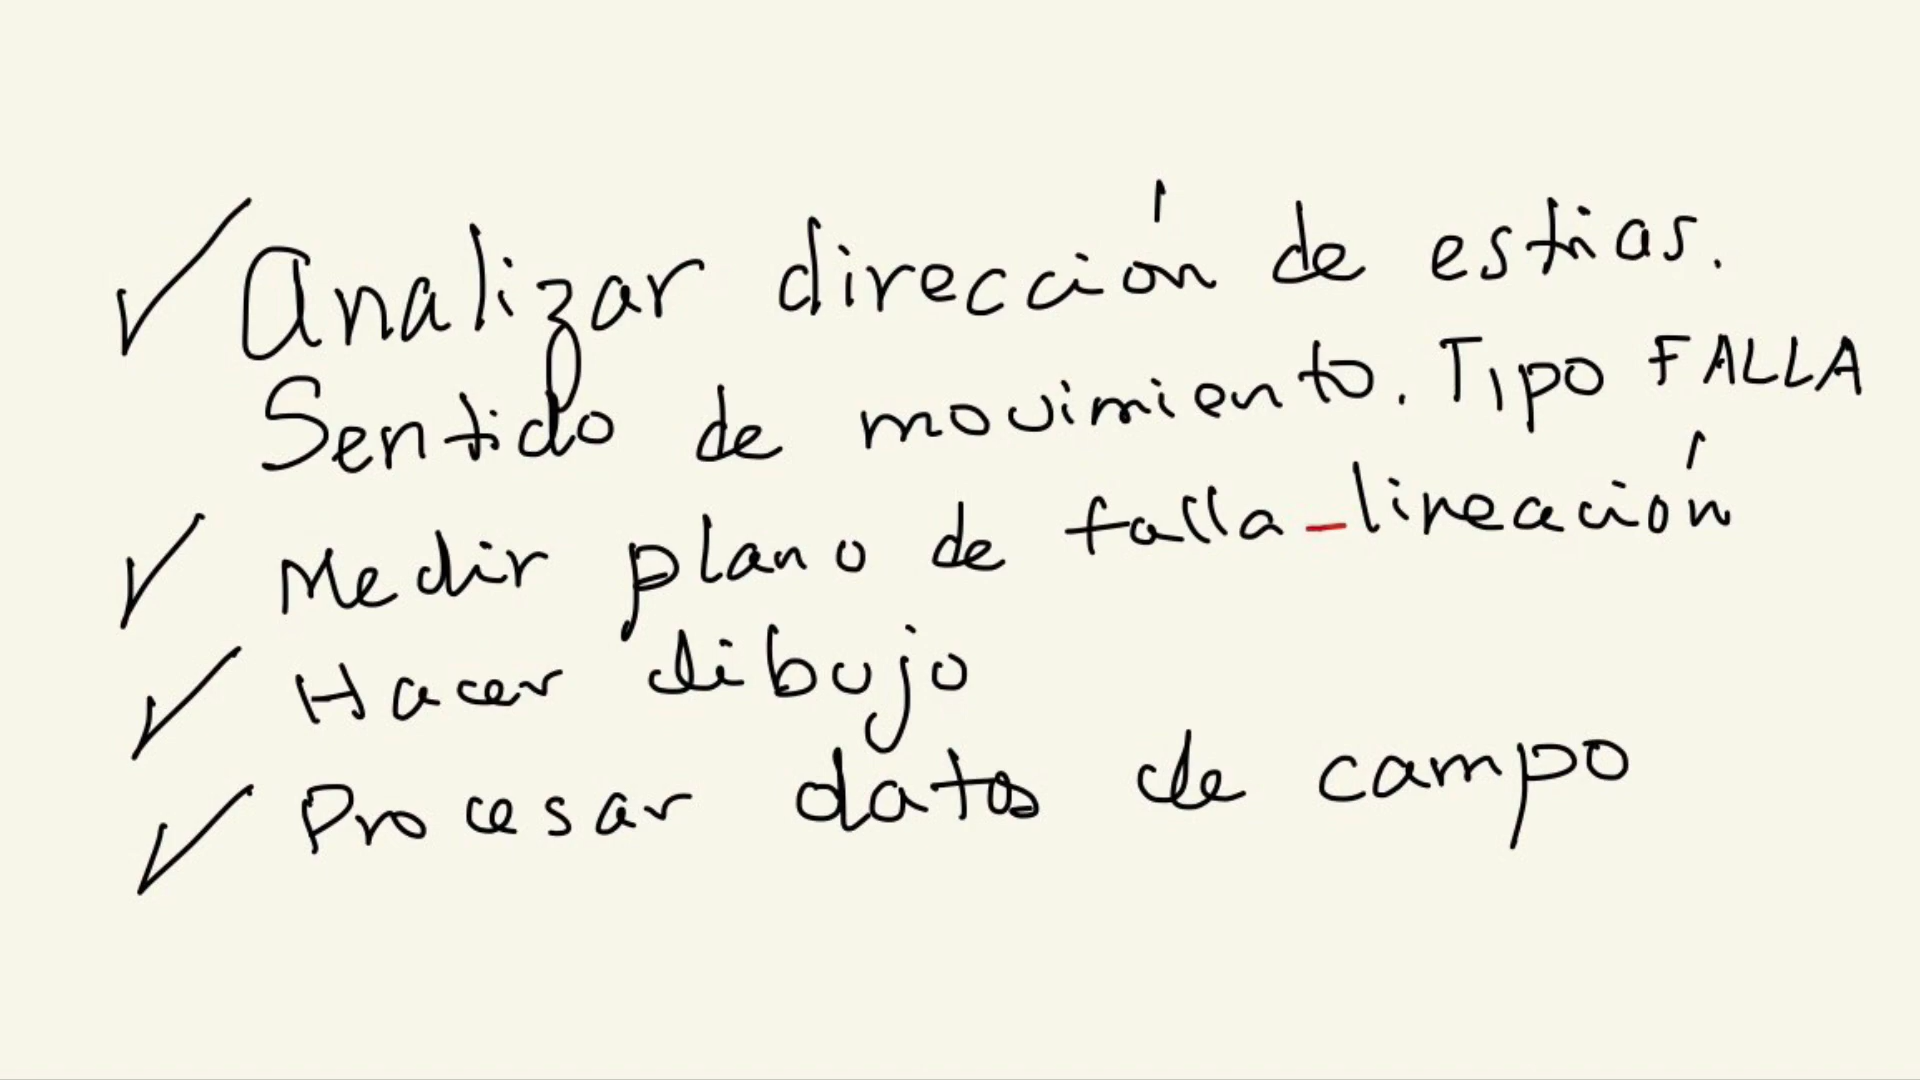 ✓ Analizar dirección de estrias.
Sentido de movimiento. TIPO FALLA
✓ Medir plano de falla-lineación
✓ Hacer dibujo
✓ Procesar datos de campo